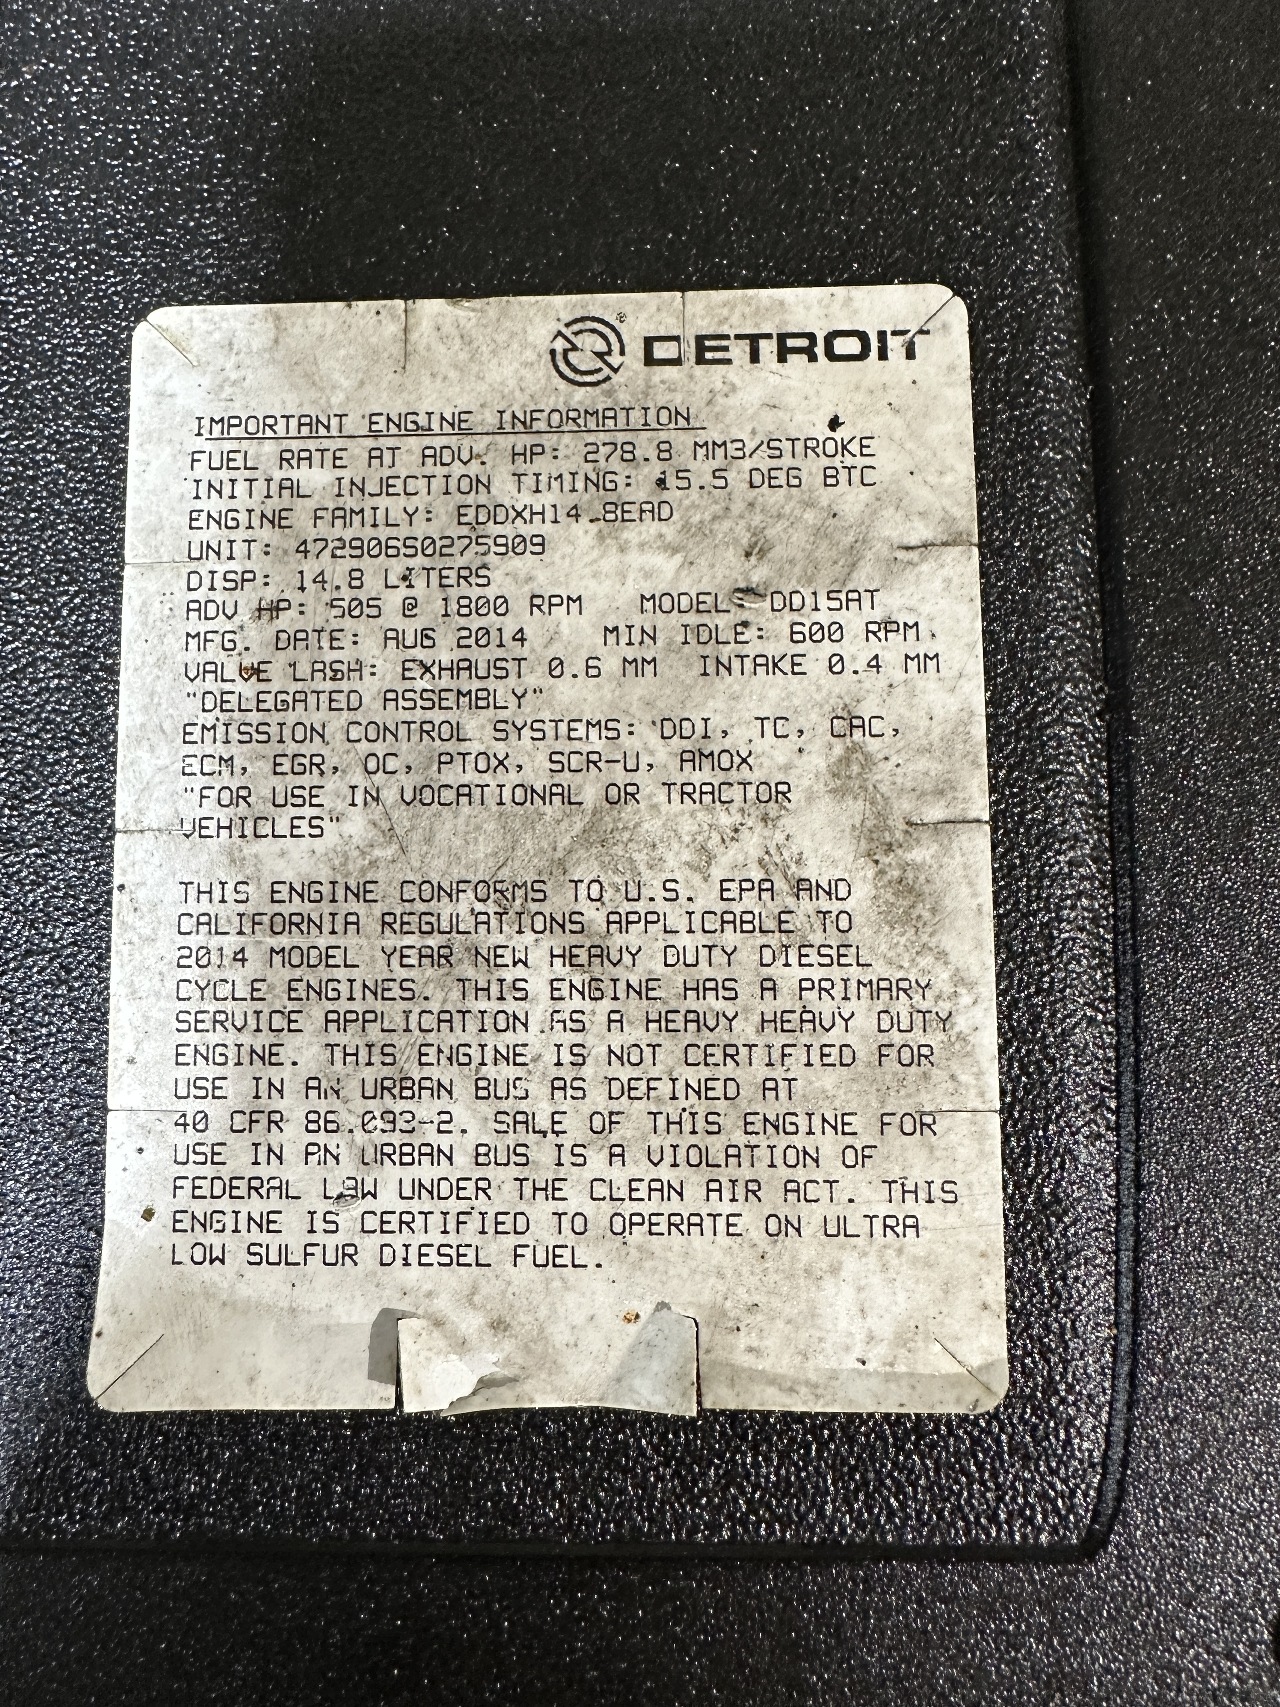 DETROIT
IMPORTANT ENGINE INFORMATION
FUEL RATE AT ADV. HP: 278.8 MM3/STROKE
INITIAL INJECTION TIMING: 15.5 DEG BTC
ENGINE FAMILY: EDDXH14.8EAD
UNIT: 472906S0275909
DISP: 14.8 LITERS
ADV HP: 505 @ 1800 RPM MODEL: DD15AT
MFG. DATE: AUG 2014 MIN IDLE: 600 RPM
VALVE LASH: EXHAUST 0.6 MM INTAKE 0.4 MM
"DELEGATED ASSEMBLY"
EMISSION CONTROL SYSTEMS: DDI, TC, CAC,
ECM, EGR, OC, PTOX, SCR-U, AMOX
"FOR USE IN VOCATIONAL OR TRACTOR
VEHICLES"
THIS ENGINE CONFORMS TO U.S. EPA AND
CALIFORNIA REGULATIONS APPLICABLE TO
2014 MODEL YEAR NEW HEAVY DUTY DIESEL
CYCLE ENGINES. THIS ENGINE HAS A PRIMARY
SERVICE APPLICATION AS A HEAVY HEAVY DUTY
ENGINE. THIS ENGINE IS NOT CERTIFIED FOR
USE IN AN URBAN BUS AS DEFINED AT
40 CFR 86.093-2. SALE OF THIS ENGINE FOR
USE IN AN URBAN BUS IS A VIOLATION OF
FEDERAL LAW UNDER THE CLEAN AIR ACT. THIS
ENGINE IS CERTIFIED TO OPERATE ON ULTRA
LOW SULFUR DIESEL FUEL.